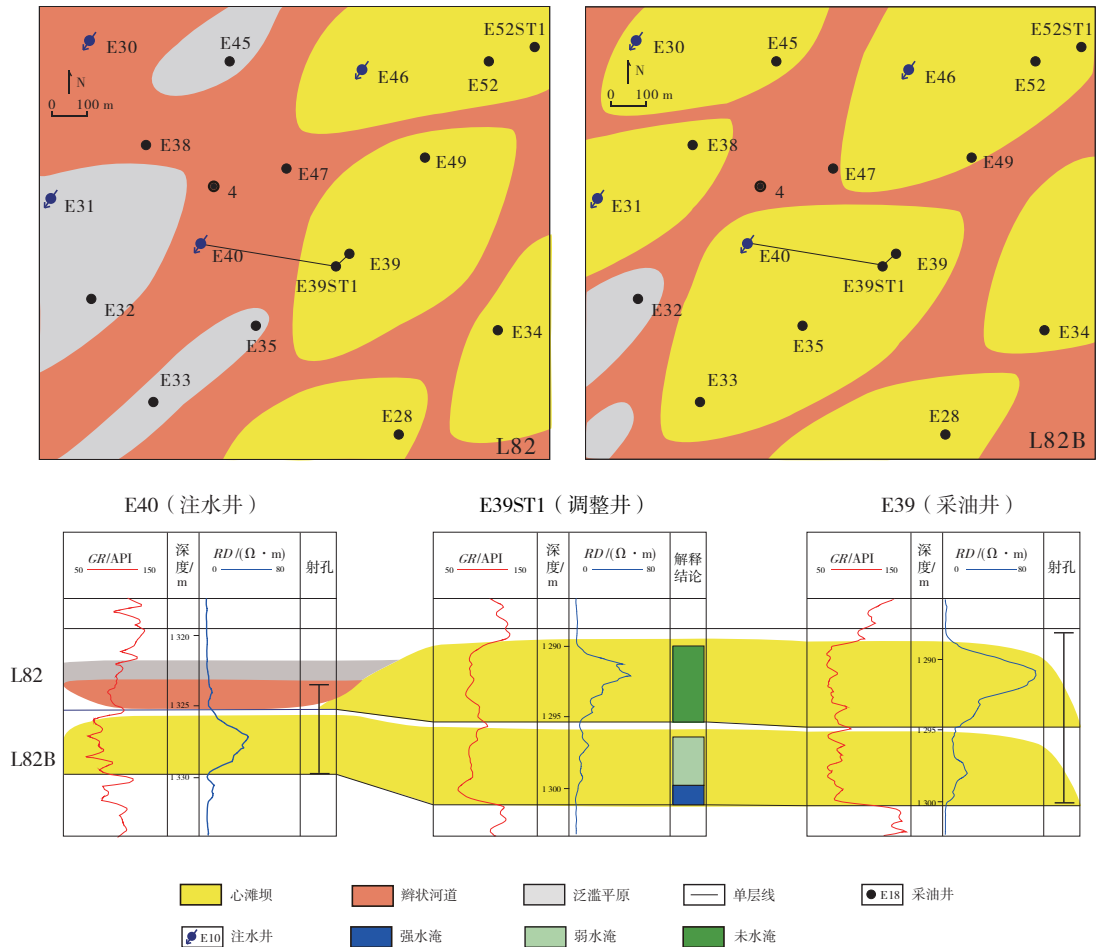 E30
E45
E52ST1
E46
E52
N
0 100 m
E38
E49
E47
4
E31
E40
E39
E39ST1
E32
E35
E34
E33
E28
L82
E30
E45
E52ST1
E46
E52
N
0 100 m
E38
E49
E47
4
E31
E40
E39
E39ST1
E32
E35
E34
E33
E28
L82B
E40（注水井）
E39ST1（调整井）
E39（采油井）
GR/API
50 150
深度/m
RD/(Ω·m)
0 80
射孔
GR/API
50 150
深度/m
RD/(Ω·m)
0 80
解释结论
GR/API
50 150
深度/m
RD/(Ω·m)
0 80
射孔
L82
L82B
1 320
1 325
1 330
1 290
1 295
1 300
1 290
1 295
1 300
心滩坝
辫状河道
泛滥平原
单层线
E18 采油井
E10 注水井
强水淹
弱水淹
未水淹